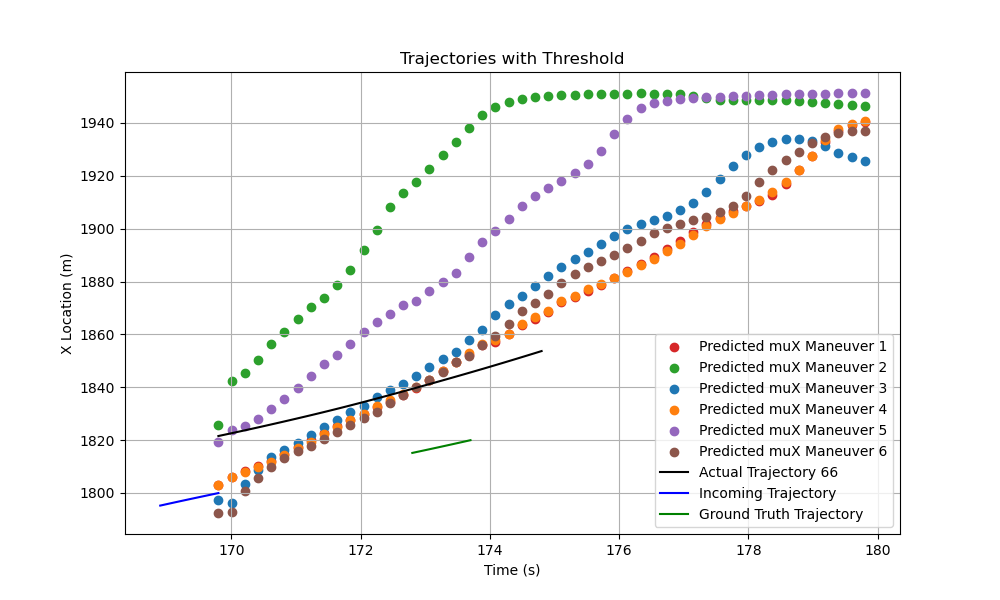 Trajectories with Threshold
X Location (m)
1940
1920
1900
1880
1860
1840
1820
1800
Predicted muX Maneuver 1
Predicted muX Maneuver 2
Predicted muX Maneuver 3
Predicted muX Maneuver 4
Predicted muX Maneuver 5
Predicted muX Maneuver 6
Actual Trajectory 66
Incoming Trajectory
Ground Truth Trajectory
170 172 174 176 178 180
Time (s)